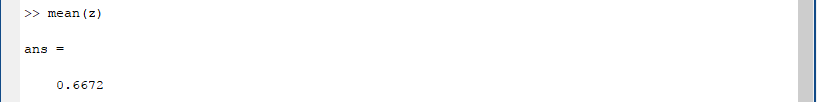 >> mean(z)
ans =
0.6672